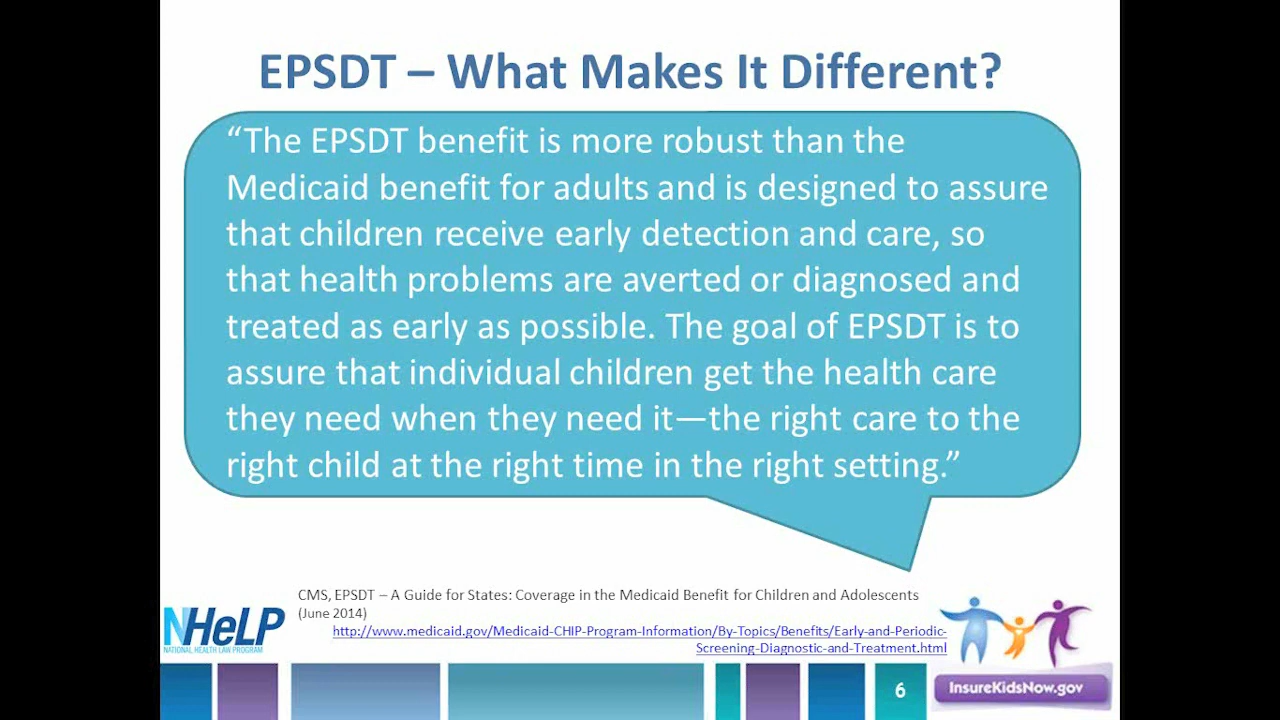 EPSDT – What Makes It Different?
“The EPSDT benefit is more robust than the
Medicaid benefit for adults and is designed to assure
that children receive early detection and care, so
that health problems are averted or diagnosed and
treated as early as possible. The goal of EPSDT is to
assure that individual children get the health care
they need when they need it—the right care to the
right child at the right time in the right setting.”
CMS, EPSDT – A Guide for States: Coverage in the Medicaid Benefit for Children and Adolescents
(June 2014)
http://www.medicaid.gov/Medicaid-CHIP-Program-Information/By-Topics/Benefits/Early-and-Periodic-
Screening-Diagnostic-and-Treatment.html
NHeLP
NATIONAL HEALTH LAW PROGRAM
6
InsureKidsNow.gov